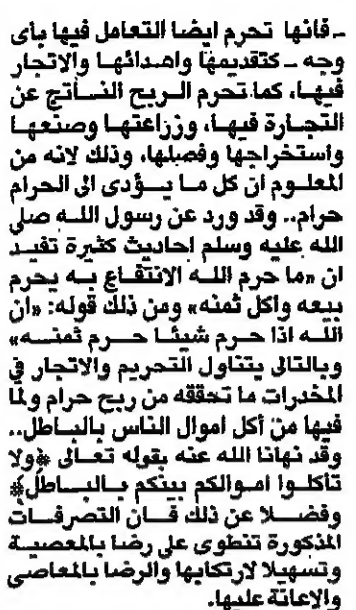 ـ فانها تحرم ايضا التعامل فيها بأى
وجه ـ كتقديمها واهدائها والاتجار
فيها، كما تحرم الربح الناتج عن
التجارة فيها، وزراعتها وصنعها
واستخراجها وفصلها، وذلك لانه من
المعلوم ان كل ما يؤدى الى الحرام
حرام.. وقد ورد عن رسول الله صلى
الله عليه وسلم احاديث كثيرة تفيد
ان «ما حرم الله الانتفاع به يحرم
بيعه واكل ثمنه» ومن ذلك قوله: «ان
الله اذا حرم شيئا حرم ثمنه»
وبالتالى يتناول التحريم والاتجار فى
المخدرات ما تحققه من ربح حرام ولما
فيها من أكل اموال الناس بالباطل..
وقد نهانا الله عنه بقوله تعالى ﴿ولا
تأكلوا اموالكم بينكم بالباطل﴾
وفضلا عن ذلك فان التصرفات
المذكورة تنطوى على رضا بالمعصية
وتسهيلا لارتكابها والرضا بالمعاصى
والاعانة عليها.